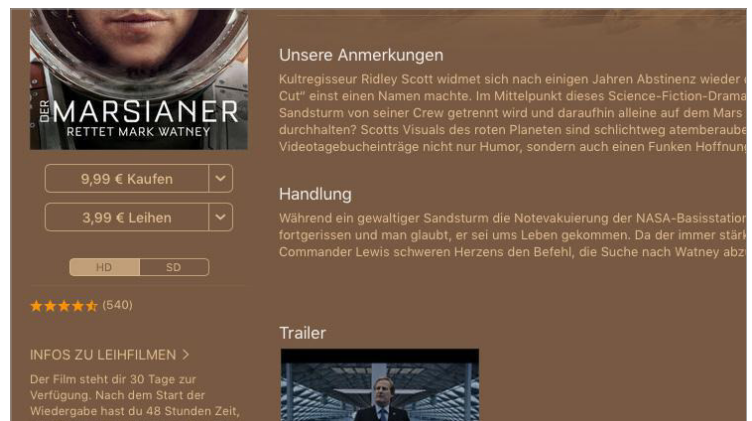 DER
MARSIANER
RETTET MARK WATNEY
9,99 € Kaufen
3,99 € Leihen
HD SD
(540)
INFOS ZU LEIHFILMEN >
Der Film steht dir 30 Tage zur
Verfügung. Nach dem Start der
Wiedergabe hast du 48 Stunden Zeit,
Unsere Anmerkungen
Kultregisseur Ridley Scott widmet sich nach einigen Jahren Abstinenz wieder
Cut“ einst einen Namen machte. Im Mittelpunkt dieses Science-Fiction-Drama
Sandsturm von seiner Crew getrennt wird und daraufhin alleine auf dem Mars
durchhalten? Scotts Visuals des roten Planeten sind schlichtweg
Videotagebucheinträge nicht nur Humor, sondern auch einen Funken
Handlung
Während ein gewaltiger Sandsturm die Notevakuierung der
fortgerissen und man glaubt, er sei ums Leben gekommen. Da der immer
Commander Lewis schweren Herzens den Befehl, die Suche nach Watney
Trailer